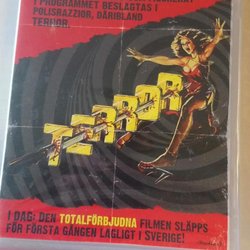 I PROGRAMMET BESLAGTAS I
POLISRAZZIOR, DÄRIBLAND
TERROR.
TERROR
I DAG: DEN TOTALFÖRBJUDNA FILMEN SLÄPPS
FÖR FÖRSTA GÅNGEN LAGLIGT I SVERIGE!